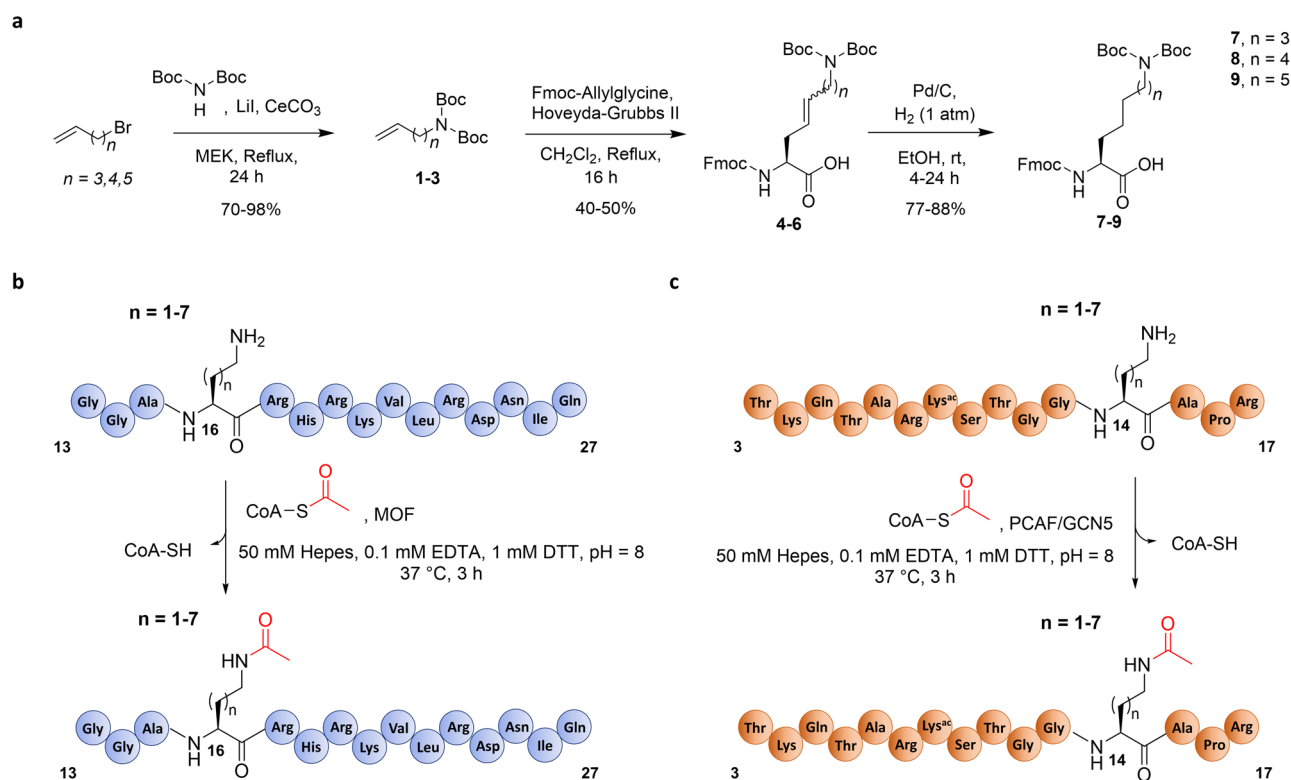 a
Boc Boc
N
H , LiI, CeCO3
Br
n
n = 3,4,5
MEK, Reflux,
24 h
70-98%
Boc
N
Boc
n
1-3
Fmoc-Allylglycine,
Hoveyda-Grubbs II
CH2Cl2, Reflux,
16 h
40-50%
Boc Boc
N
n
Fmoc
N
H
OH
O
4-6
Pd/C,
H2 (1 atm)
EtOH, rt,
4-24 h
77-88%
Boc Boc
N
n
Fmoc
N
H
OH
O
7-9
7, n = 3
8, n = 4
9, n = 5
b
n = 1-7
NH2
( )n
Gly Gly Ala N H 16 O Arg His Arg Lys Val Leu Arg Asp Asn Ile Gln
13 27
O
CoA-S , MOF
CoA-SH
50 mM Hepes, 0.1 mM EDTA, 1 mM DTT, pH = 8
37 °C, 3 h
n = 1-7
O
HN
( )n
Gly Gly Ala N H 16 O Arg His Arg Lys Val Leu Arg Asp Asn Ile Gln
13 27
c
n = 1-7
NH2
( )n
Thr Lys Gln Thr Ala Arg Lysac Ser Thr Gly Gly N H 14 O Ala Pro Arg
3 17
O
CoA-S , PCAF/GCN5
CoA-SH
50 mM Hepes, 0.1 mM EDTA, 1 mM DTT, pH = 8
37 °C, 3 h
n = 1-7
O
HN
( )n
Thr Lys Gln Thr Ala Arg Lysac Ser Thr Gly Gly N H 14 O Ala Pro Arg
3 17